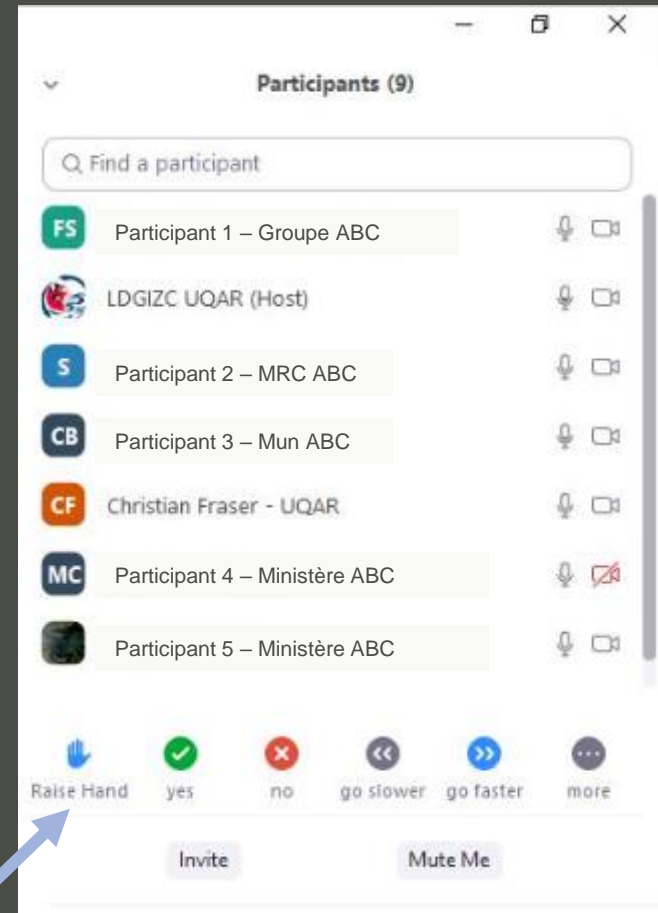 Participants (9)
Find a participant
FS Participant 1 – Groupe ABC
LDGIZC UQAR (Host)
S Participant 2 – MRC ABC
CB Participant 3 – Mun ABC
CF Christian Fraser - UQAR
MC Participant 4 – Ministère ABC
Participant 5 – Ministère ABC
Raise Hand yes no go slower go faster more
Invite Mute Me